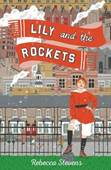 LILY and the
ROCKETS
Rebecca Stevens